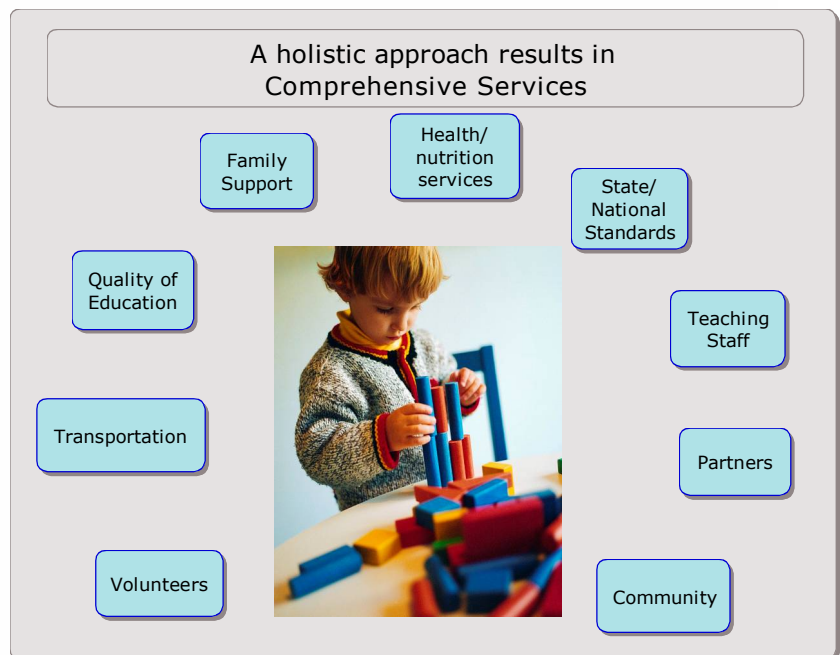 A holistic approach results in
Comprehensive Services
Health/
nutrition
services
Family
Support
State/
National
Standards
Quality of
Education
Teaching
Staff
Transportation
Partners
Volunteers
Community